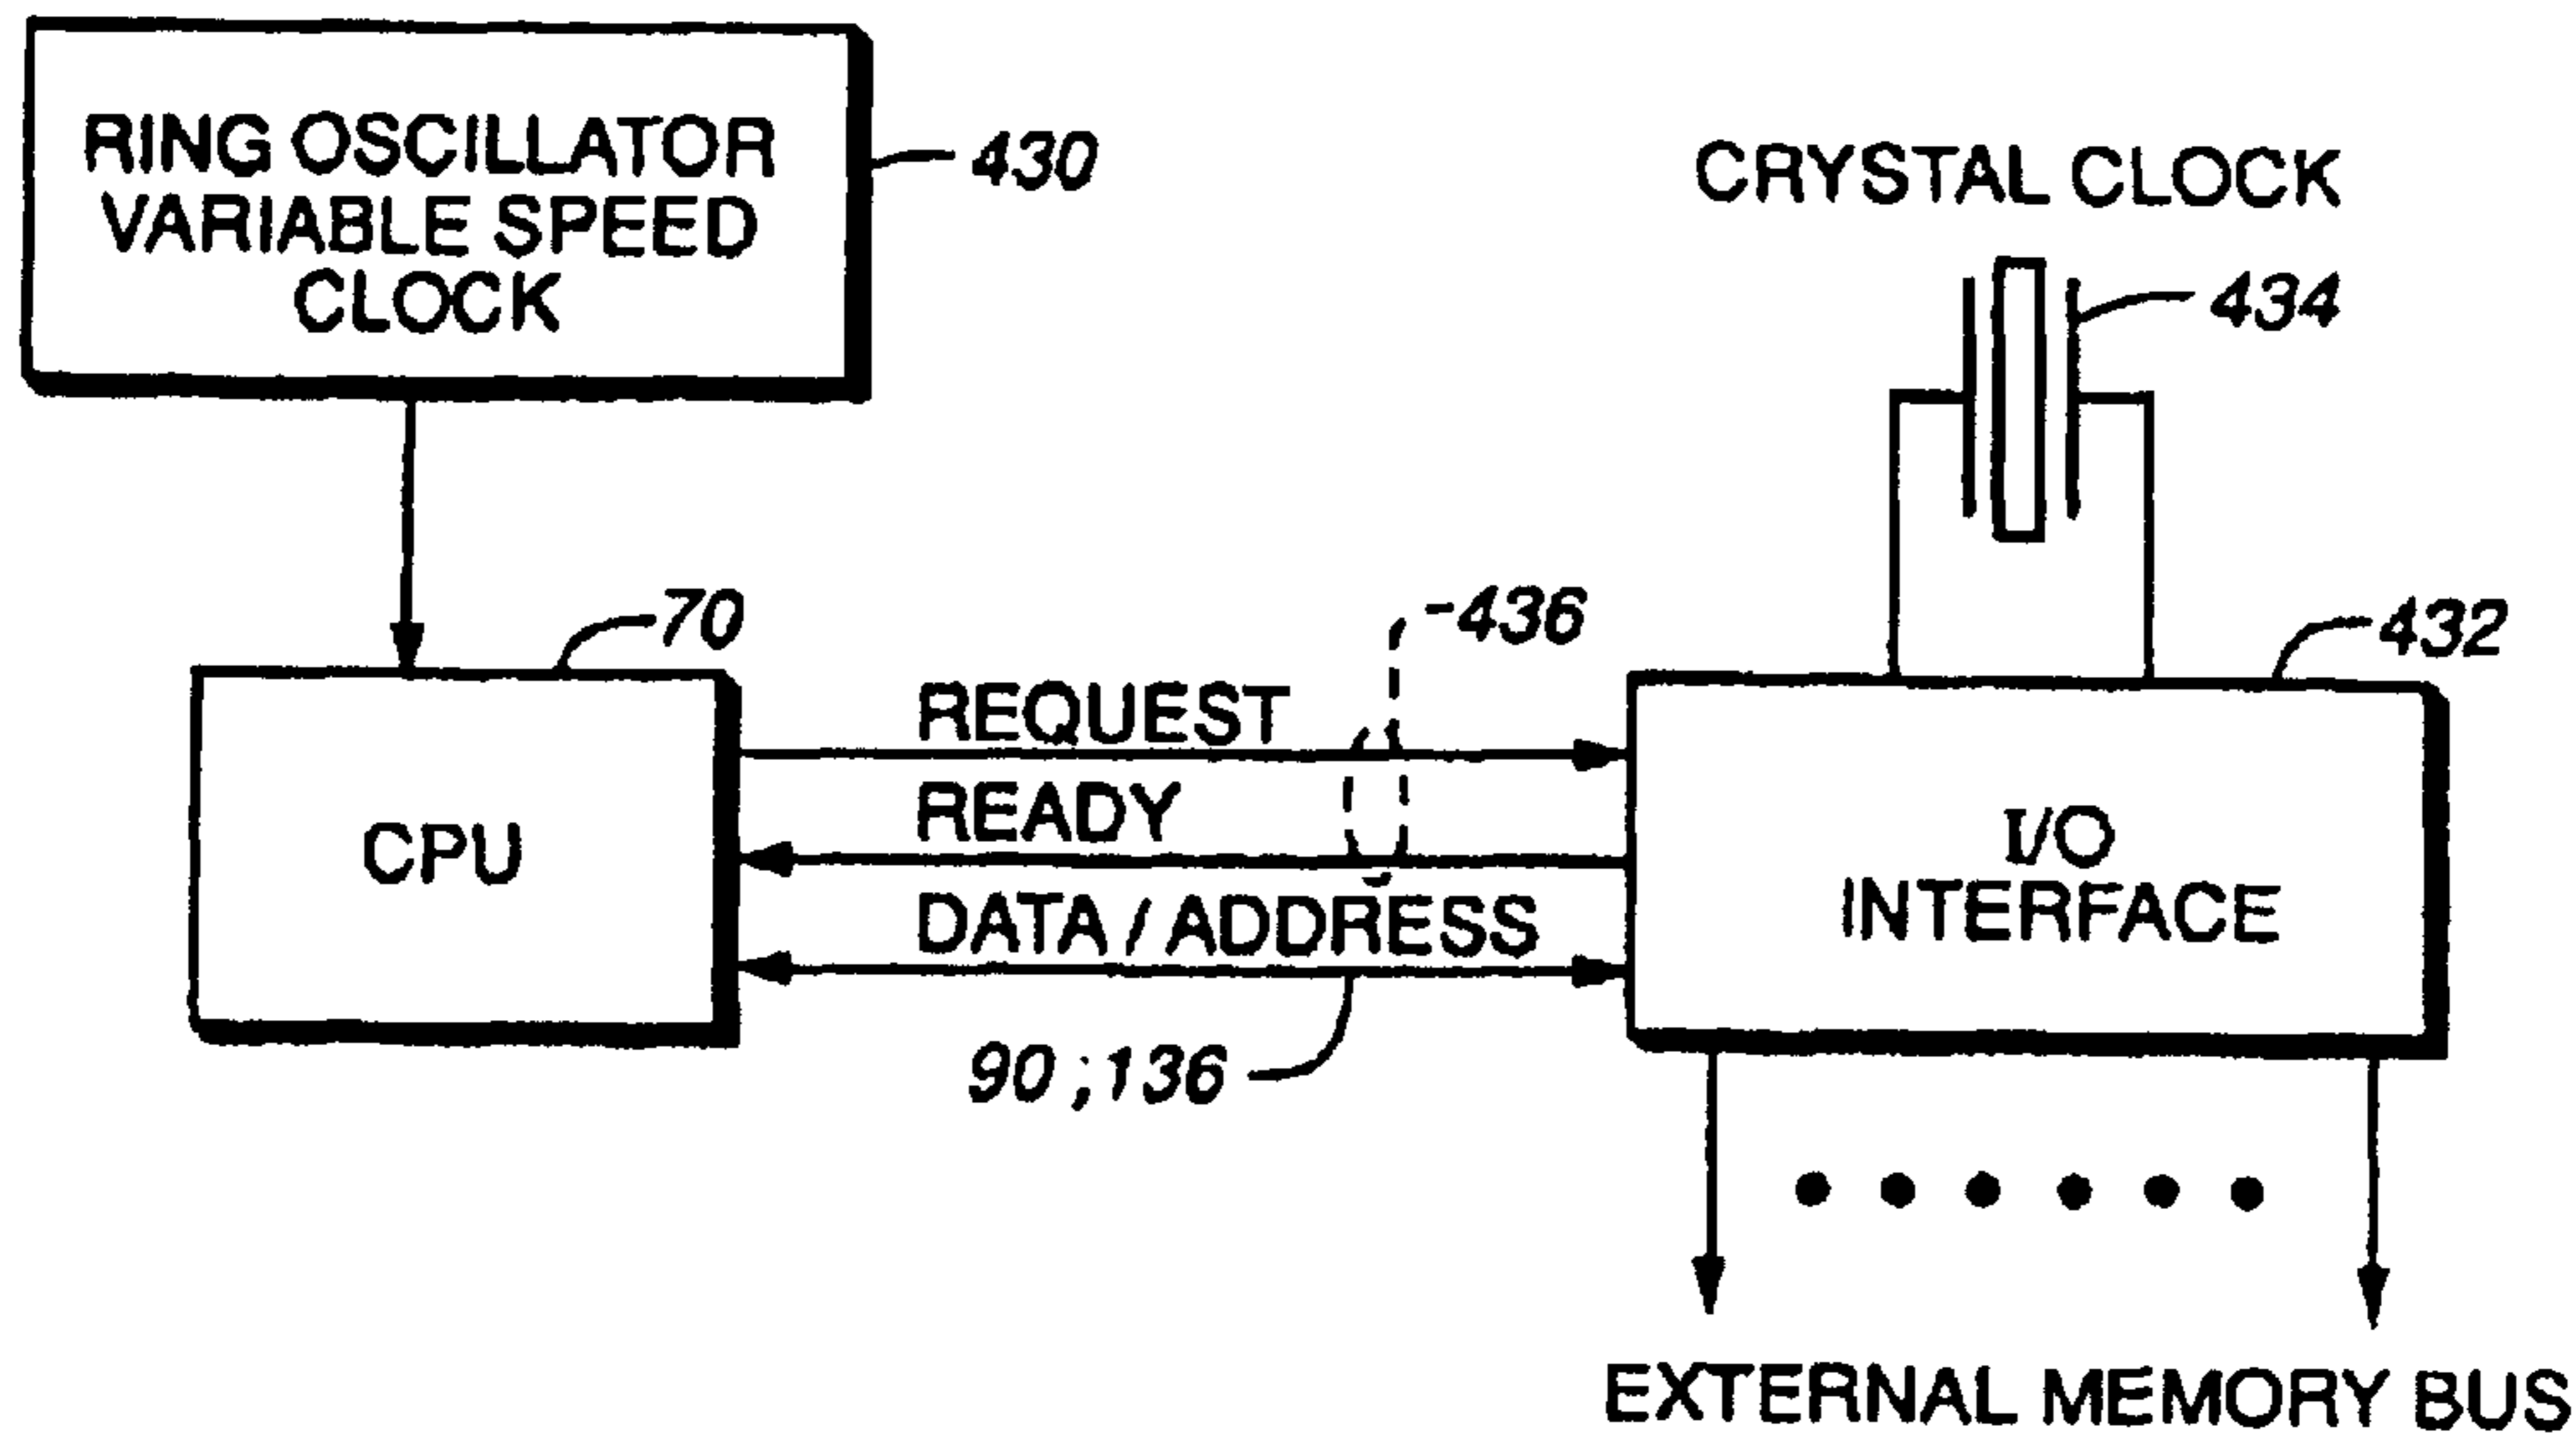 RING OSCILLATOR
VARIABLE SPEED
CLOCK
430
CRYSTAL CLOCK
434
70
-436
432
REQUEST
READY
DATA / ADDRESS
CPU
I/O
INTERFACE
90 ;136
EXTERNAL MEMORY BUS